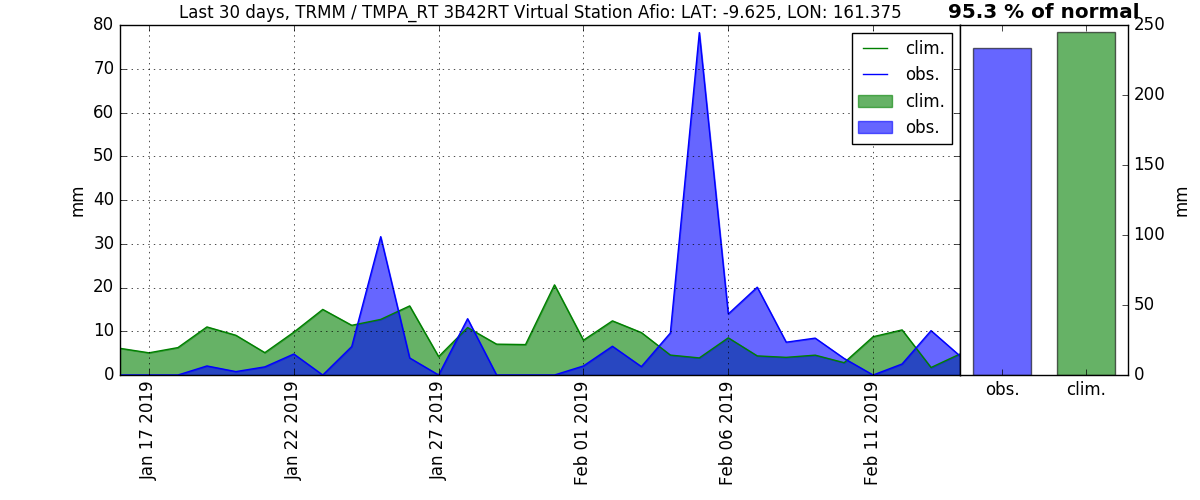 Last 30 days, TRMM / TMPA_RT 3B42RT Virtual Station Afio: LAT: -9.625, LON: 161.375
95.3 % of normal
80
70
60
50
40
30
20
10
0
mm
clim.
obs.
clim.
obs.
250
200
150
100
50
0
mm
Jan 17 2019
Jan 22 2019
Jan 27 2019
Feb 01 2019
Feb 06 2019
Feb 11 2019
obs.
clim.